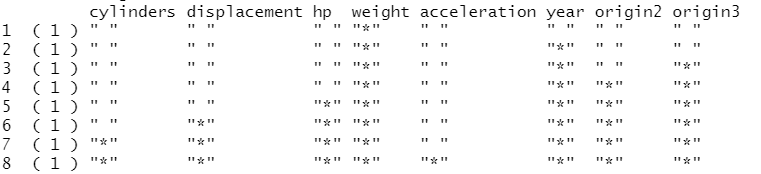 cylinders displacement hp weight acceleration year origin2 origin3
1 ( 1 ) " " " " " " "*" " " " " " " " "
2 ( 1 ) " " " " " " "*" " " "*" " " " "
3 ( 1 ) " " " " " " "*" " " "*" " " "*"
4 ( 1 ) " " " " " " "*" " " "*" "*" "*"
5 ( 1 ) " " " " "*" "*" " " "*" "*" "*"
6 ( 1 ) " " "*" "*" "*" " " "*" "*" "*"
7 ( 1 ) "*" "*" "*" "*" " " "*" "*" "*"
8 ( 1 ) "*" "*" "*" "*" "*" "*" "*" "*"